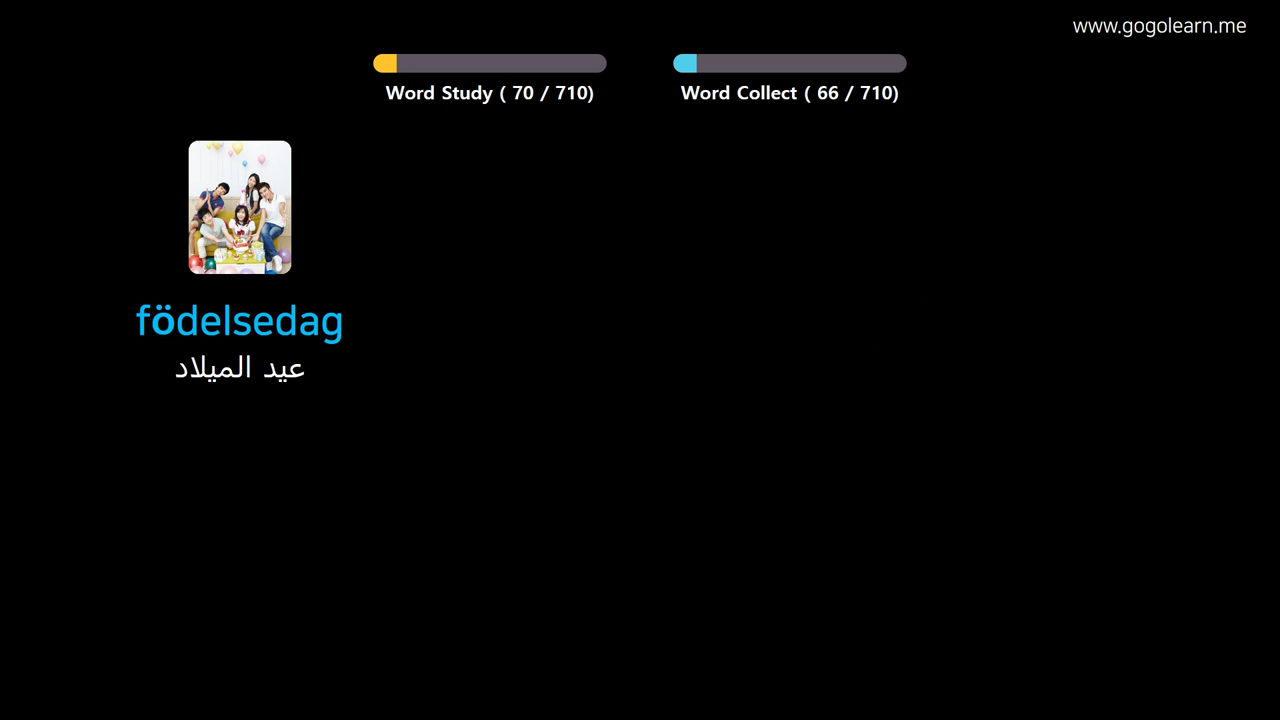 www.gogolearn.me
Word Study ( 70 / 710)
Word Collect ( 66 / 710)
födelsedag
عيد الميلاد